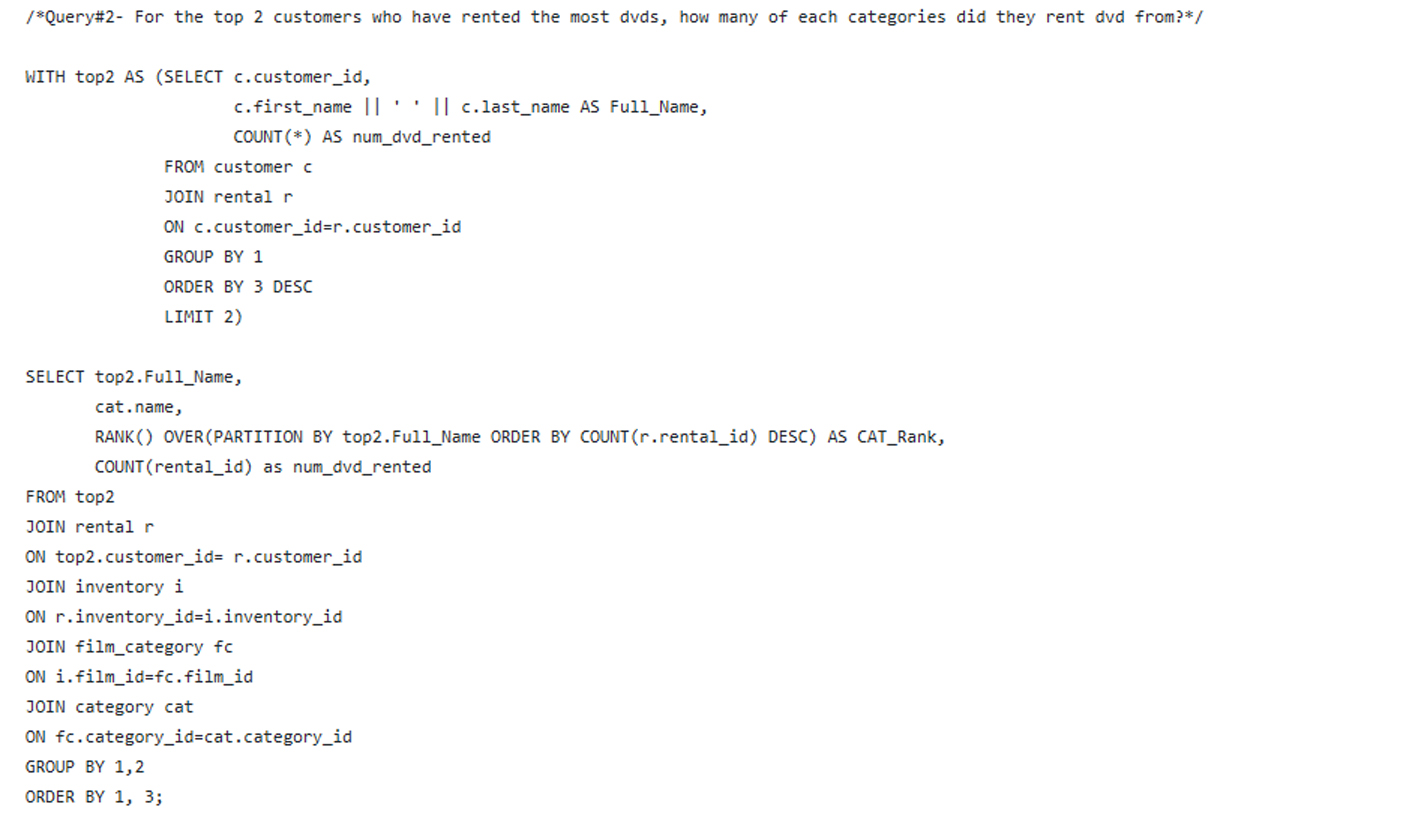 /*Query#2- For the top 2 customers who have rented the most dvds, how many of each categories did they rent dvd from?*/
WITH top2 AS (SELECT c.customer_id,
c.first_name || ' ' || c.last_name AS Full_Name,
COUNT(*) AS num_dvd_rented
FROM customer c
JOIN rental r
ON c.customer_id=r.customer_id
GROUP BY 1
ORDER BY 3 DESC
LIMIT 2)
SELECT top2.Full_Name,
cat.name,
RANK() OVER(PARTITION BY top2.Full_Name ORDER BY COUNT(r.rental_id) DESC) AS CAT_Rank,
COUNT(rental_id) as num_dvd_rented
FROM top2
JOIN rental r
ON top2.customer_id= r.customer_id
JOIN inventory i
ON r.inventory_id=i.inventory_id
JOIN film_category fc
ON i.film_id=fc.film_id
JOIN category cat
ON fc.category_id=cat.category_id
GROUP BY 1,2
ORDER BY 1, 3;